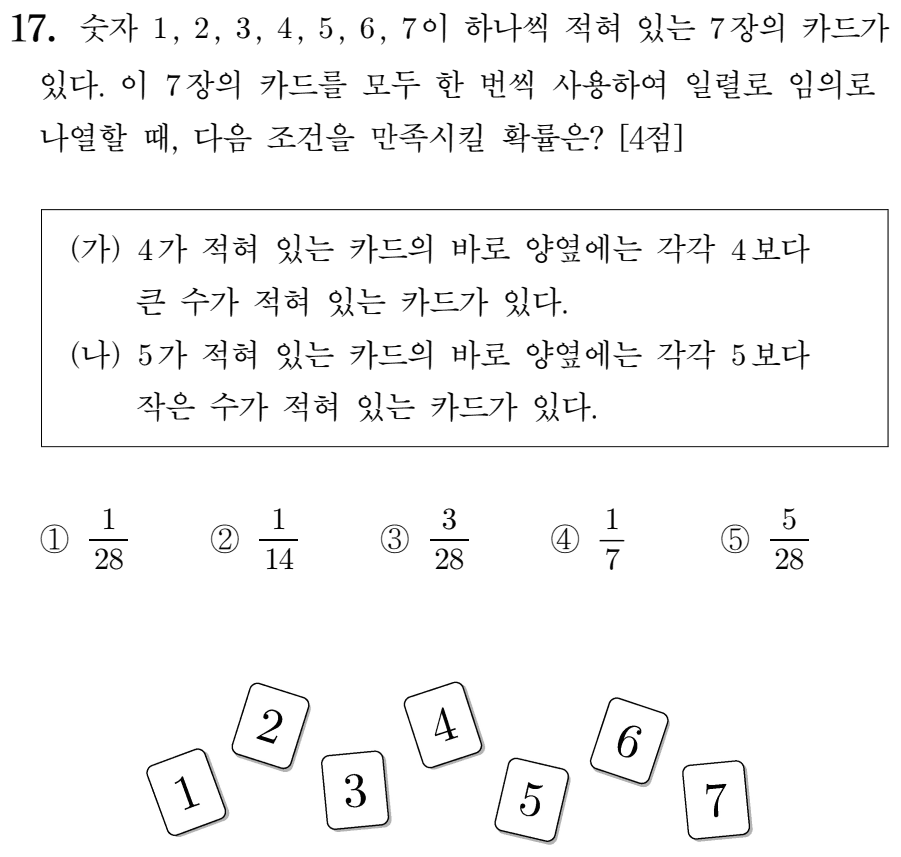 17. 숫자 1, 2, 3, 4, 5, 6, 7이 하나씩 적혀 있는 7장의 카드가
있다. 이 7장의 카드를 모두 한 번씩 사용하여 일렬로 임의로
나열할 때, 다음 조건을 만족시킬 확률은? [4점]
(가) 4가 적혀 있는 카드의 바로 양옆에는 각각 4보다
큰 수가 적혀 있는 카드가 있다.
(나) 5가 적혀 있는 카드의 바로 양옆에는 각각 5보다
작은 수가 적혀 있는 카드가 있다.
① 1/28 ② 1/14 ③ 3/28 ④ 1/7 ⑤ 5/28
1 2 3 4 5 6 7